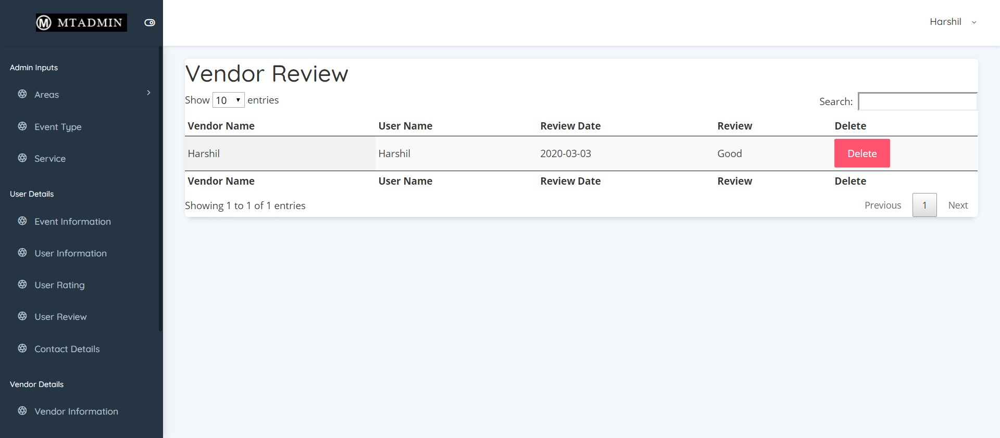 MTADMIN
Harshil
Admin Inputs
Areas
Event Type
Service
User Details
Event Information
User Information
User Rating
User Review
Contact Details
Vendor Details
Vendor Information
Vendor Review
Show 10 entries
Search:
Vendor Name User Name Review Date Review Delete
Harshil Harshil 2020-03-03 Good Delete
Vendor Name User Name Review Date Review Delete
Showing 1 to 1 of 1 entries
Previous 1 Next